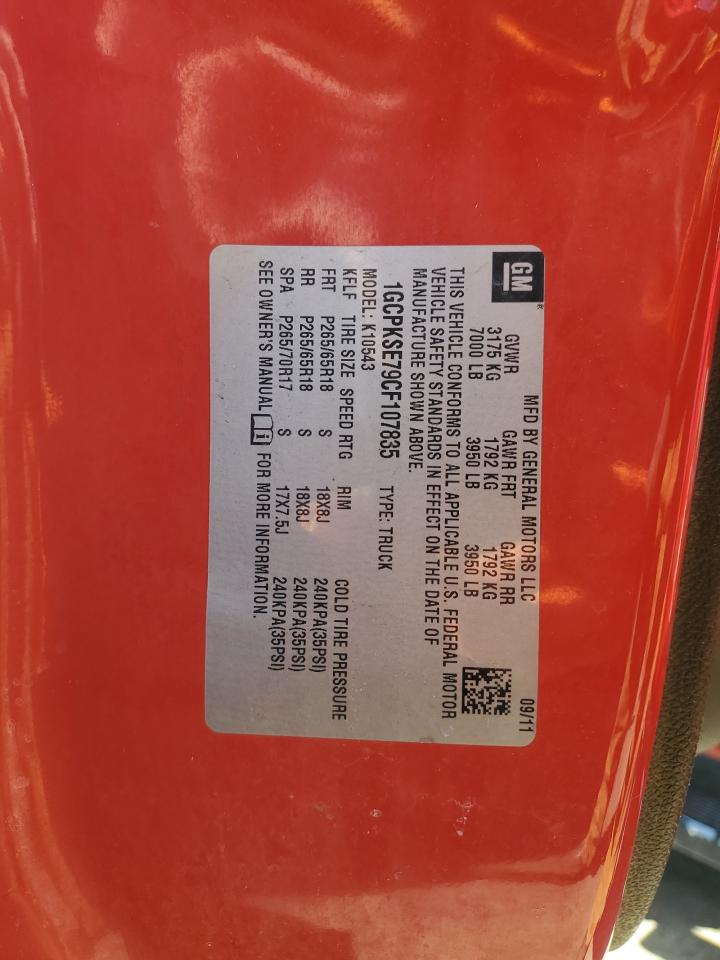 GM®
MFD BY GENERAL MOTORS LLC 09/11
GVWR GAWR FRT GAWR RR
3175 KG 1792 KG 1792 KG
7000 LB 3950 LB 3950 LB
THIS VEHICLE CONFORMS TO ALL APPLICABLE U.S. FEDERAL MOTOR
VEHICLE SAFETY STANDARDS IN EFFECT ON THE DATE OF
MANUFACTURE SHOWN ABOVE.
1GCPKSE79CF107835 TYPE: TRUCK
MODEL: K10543
KFLF TIRE SIZE SPEED RTG RIM COLD TIRE PRESSURE
FRT P265/65R18 S 18X8J 240KPA(35PSI)
RR P265/65R18 S 18X8J 240KPA(35PSI)
SPA P265/70R17 S 17X7.5J 240KPA(35PSI)
SEE OWNER'S MANUAL FOR MORE INFORMATION.